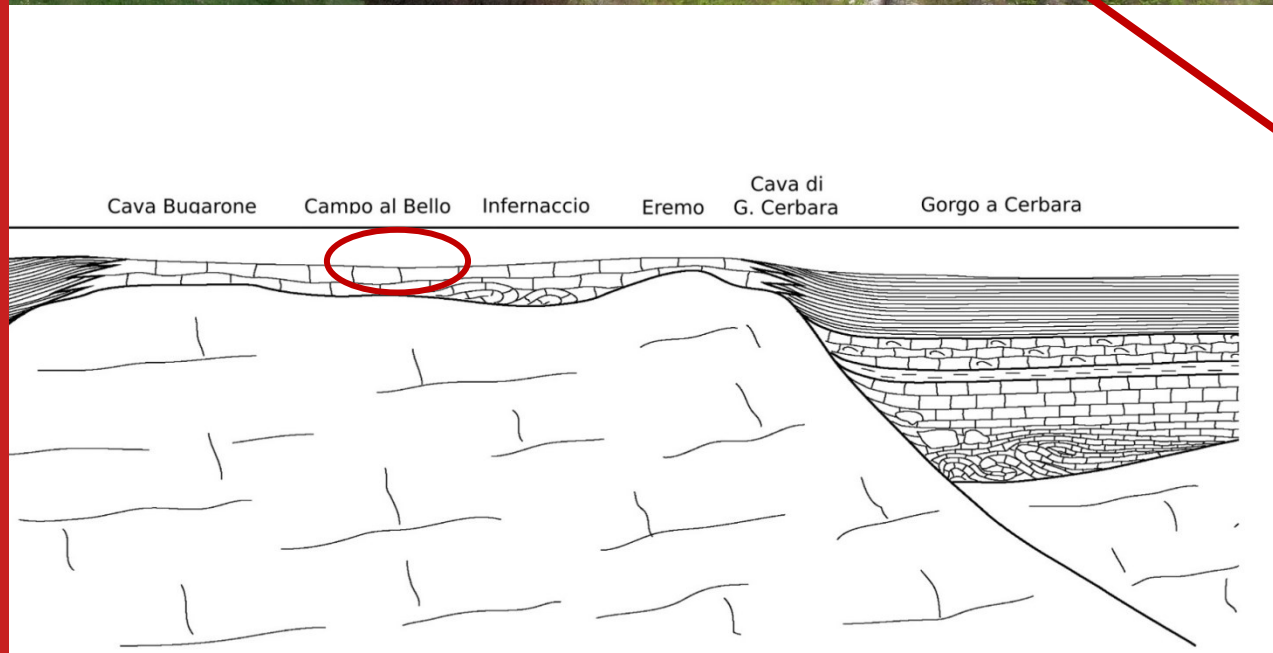 Cava Bugarone
Campo al Bello
Infernaccio
Eremo
Cava di
G. Cerbara
Gorgo a Cerbara